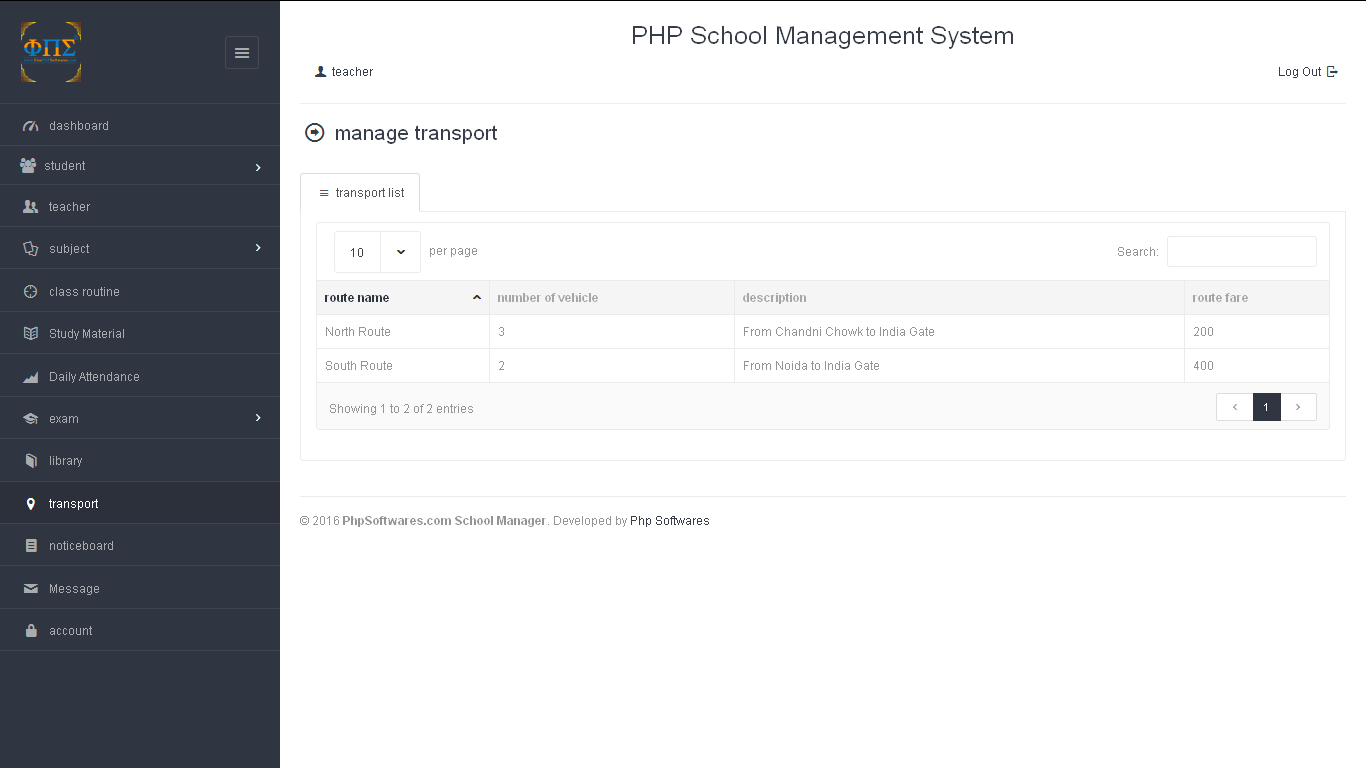 ΦΠΣ
PHP School Management System
teacher
Log Out
dashboard
student
teacher
subject
class routine
Study Material
Daily Attendance
exam
library
transport
noticeboard
Message
account
manage transport
transport list
10 per page
Search:
route name number of vehicle description route fare
North Route 3 From Chandni Chowk to India Gate 200
South Route 2 From Noida to India Gate 400
Showing 1 to 2 of 2 entries
1
© 2016 PhpSoftwares.com School Manager. Developed by Php Softwares